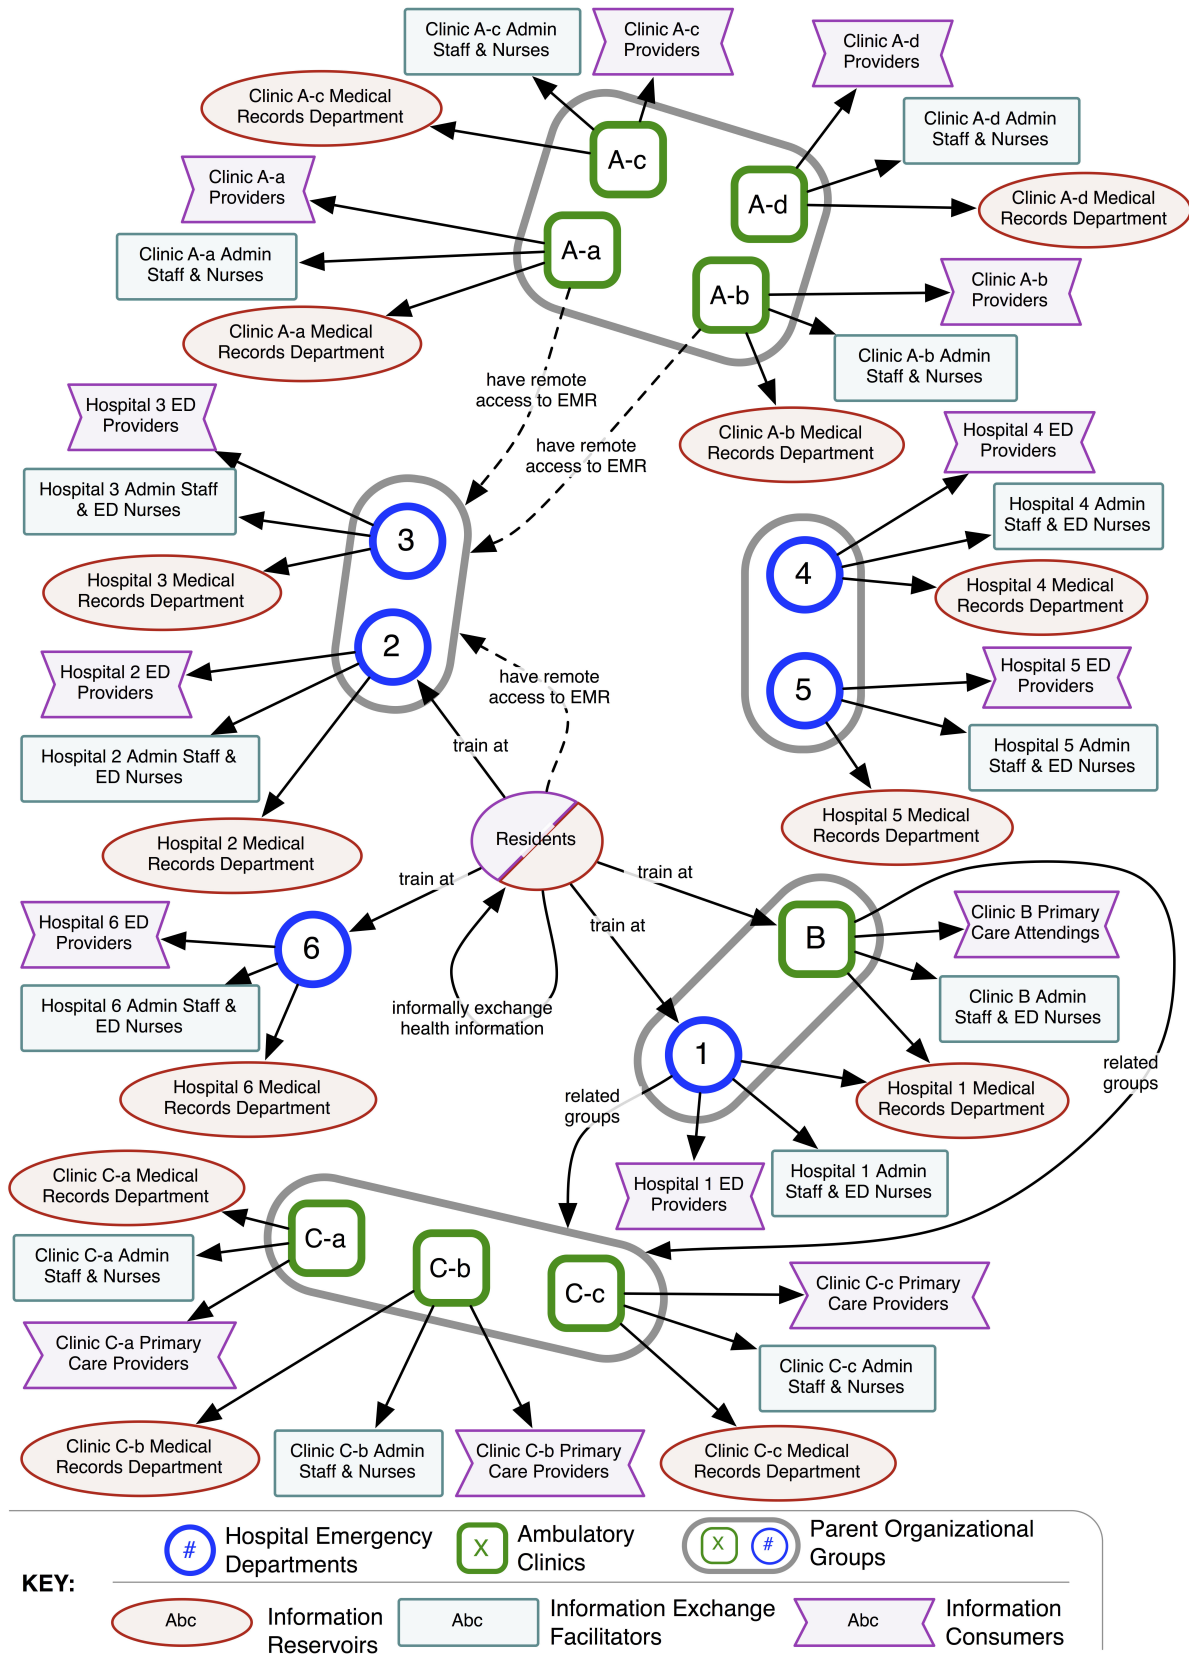 Clinic A-c Admin
Staff & Nurses
Clinic A-c
Providers
Clinic A-d
Providers
Clinic A-c Medical
Records Department
Clinic A-d Admin
Staff & Nurses
A-c
Clinic A-a
Providers
A-d
Clinic A-d Medical
Records Department
Clinic A-a Admin
Staff & Nurses
A-a
A-b
Clinic A-b
Providers
Clinic A-a Medical
Records Department
Clinic A-b Admin
Staff & Nurses
have remote
access to EMR
Hospital 3 ED
Providers
Clinic A-b Medical
Records Department
Hospital 4 ED
Providers
have remote
access to EMR
Hospital 3 Admin Staff
& ED Nurses
Hospital 4 Admin
Staff & ED Nurses
3
4
Hospital 3 Medical
Records Department
Hospital 4 Medical
Records Department
2
Hospital 2 ED
Providers
have remote
access to EMR
5
Hospital 5 ED
Providers
train at
Hospital 2 Admin Staff &
ED Nurses
Hospital 5 Admin
Staff & ED Nurses
Hospital 2 Medical
Records Department
Residents
Hospital 5 Medical
Records Department
train at
train at
train at
Hospital 6 ED
Providers
6
B
Clinic B Primary
Care Attendings
Hospital 6 Admin Staff &
ED Nurses
informally exchange
health information
Clinic B Admin
Staff & ED Nurses
1
related
groups
Hospital 6 Medical
Records Department
related
groups
Hospital 1 Medical
Records Department
Clinic C-a Medical
Records Department
Hospital 1 ED
Providers
Hospital 1 Admin
Staff & ED Nurses
C-a
Clinic C-a Admin
Staff & Nurses
C-b
C-c
Clinic C-c Primary
Care Providers
Clinic C-a Primary
Care Providers
Clinic C-c Admin
Staff & Nurses
Clinic C-b Medical
Records Department
Clinic C-b Admin
Staff & Nurses
Clinic C-b Primary
Care Providers
Clinic C-c Medical
Records Department
KEY:
#
Hospital Emergency
Departments
X
Ambulatory
Clinics
X
#
Parent Organizational
Groups
Abc
Information
Reservoirs
Abc
Information Exchange
Facilitators
Abc
Information
Consumers